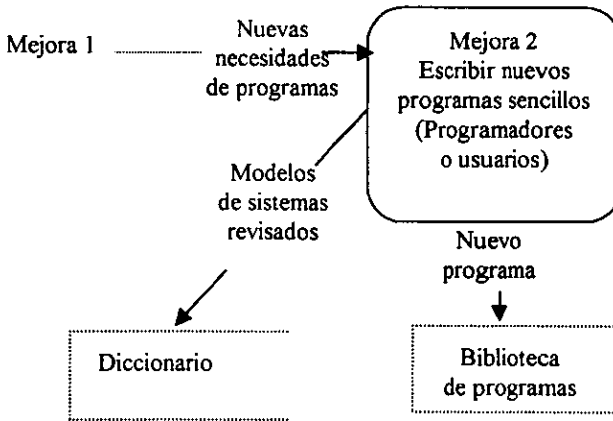 Mejora 1
Nuevas
necesidades
de programas
Mejora 2
Escribir nuevos
programas sencillos
(Programadores
o usuarios)
Modelos
de sistemas
revisados
Nuevo
programa
Diccionario
Biblioteca
de programas